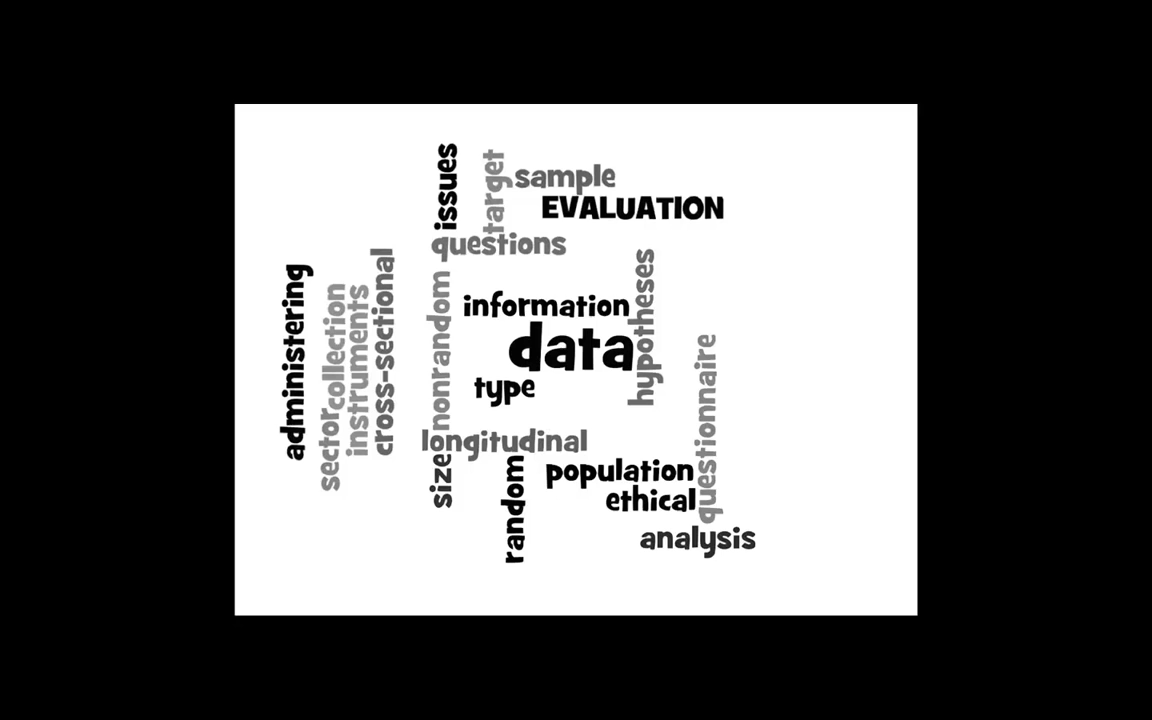 issues
target
sample
EVALUATION
questions
administering
sector
collection
instruments
cross-sectional
nonrandom
information
data
type
hypotheses
questionnaire
longitudinal
size
random
population
ethical
analysis